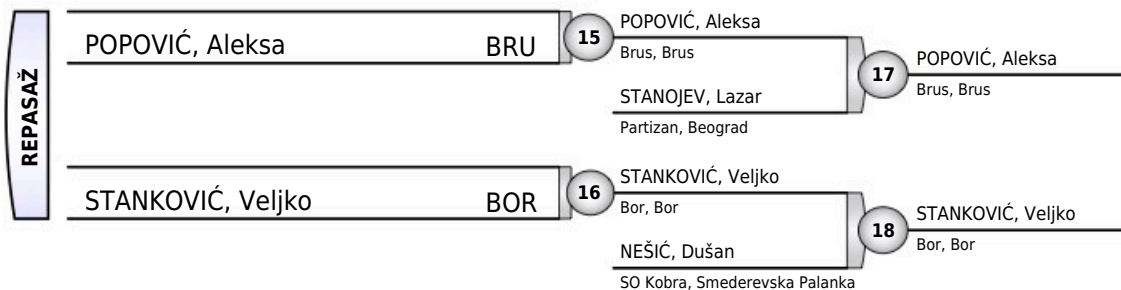 REPASAŽ
POPOVIĆ, Aleksa BRU
15
POPOVIĆ, Aleksa
Brus, Brus
STANOJEV, Lazar
Partizan, Beograd
17
POPOVIĆ, Aleksa
Brus, Brus
STANKOVIĆ, Veljko BOR
16
STANKOVIĆ, Veljko
Bor, Bor
NEŠIĆ, Dušan
SO Kobra, Smederevska Palanka
18
STANKOVIĆ, Veljko
Bor, Bor